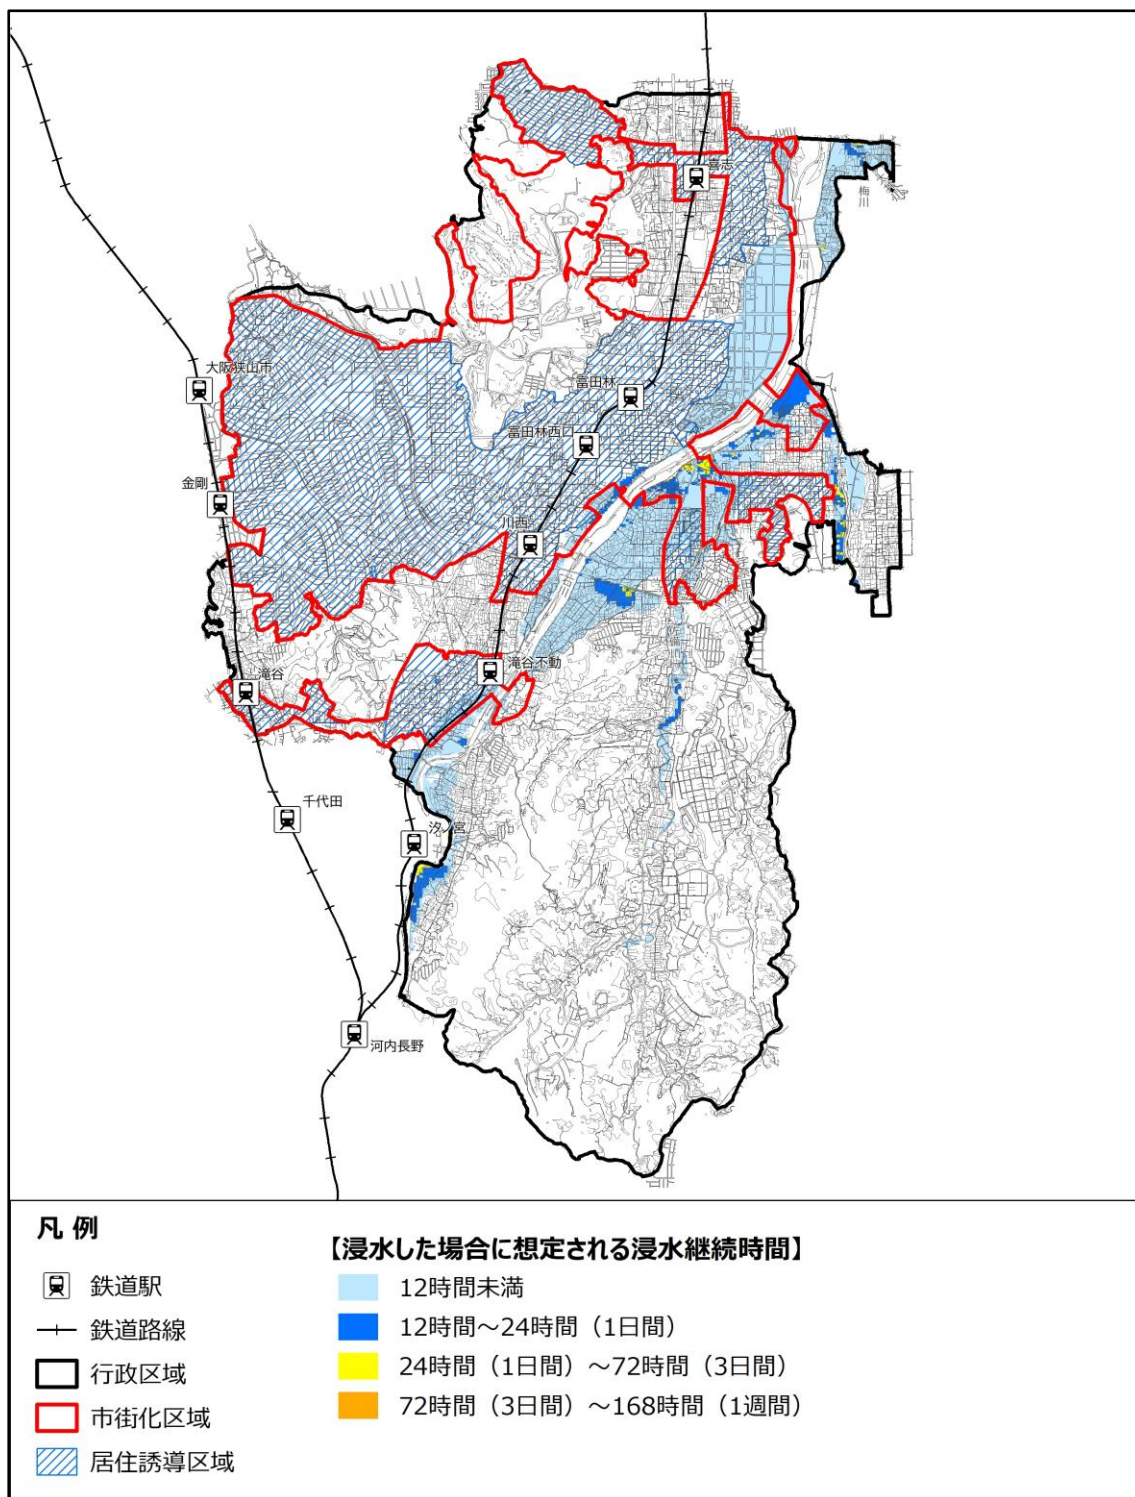 喜志
梅川
石川
大阪狭山市
富田林
富田林西口
金剛
川西
滝谷不動
滝谷
千代田
汐ノ宮
河内長野
凡 例
鉄道駅
鉄道路線
行政区域
市街化区域
居住誘導区域
【浸水した場合に想定される浸水継続時間】
12時間未満
12時間～24時間（1日間）
24時間（1日間）～72時間（3日間）
72時間（3日間）～168時間（1週間）